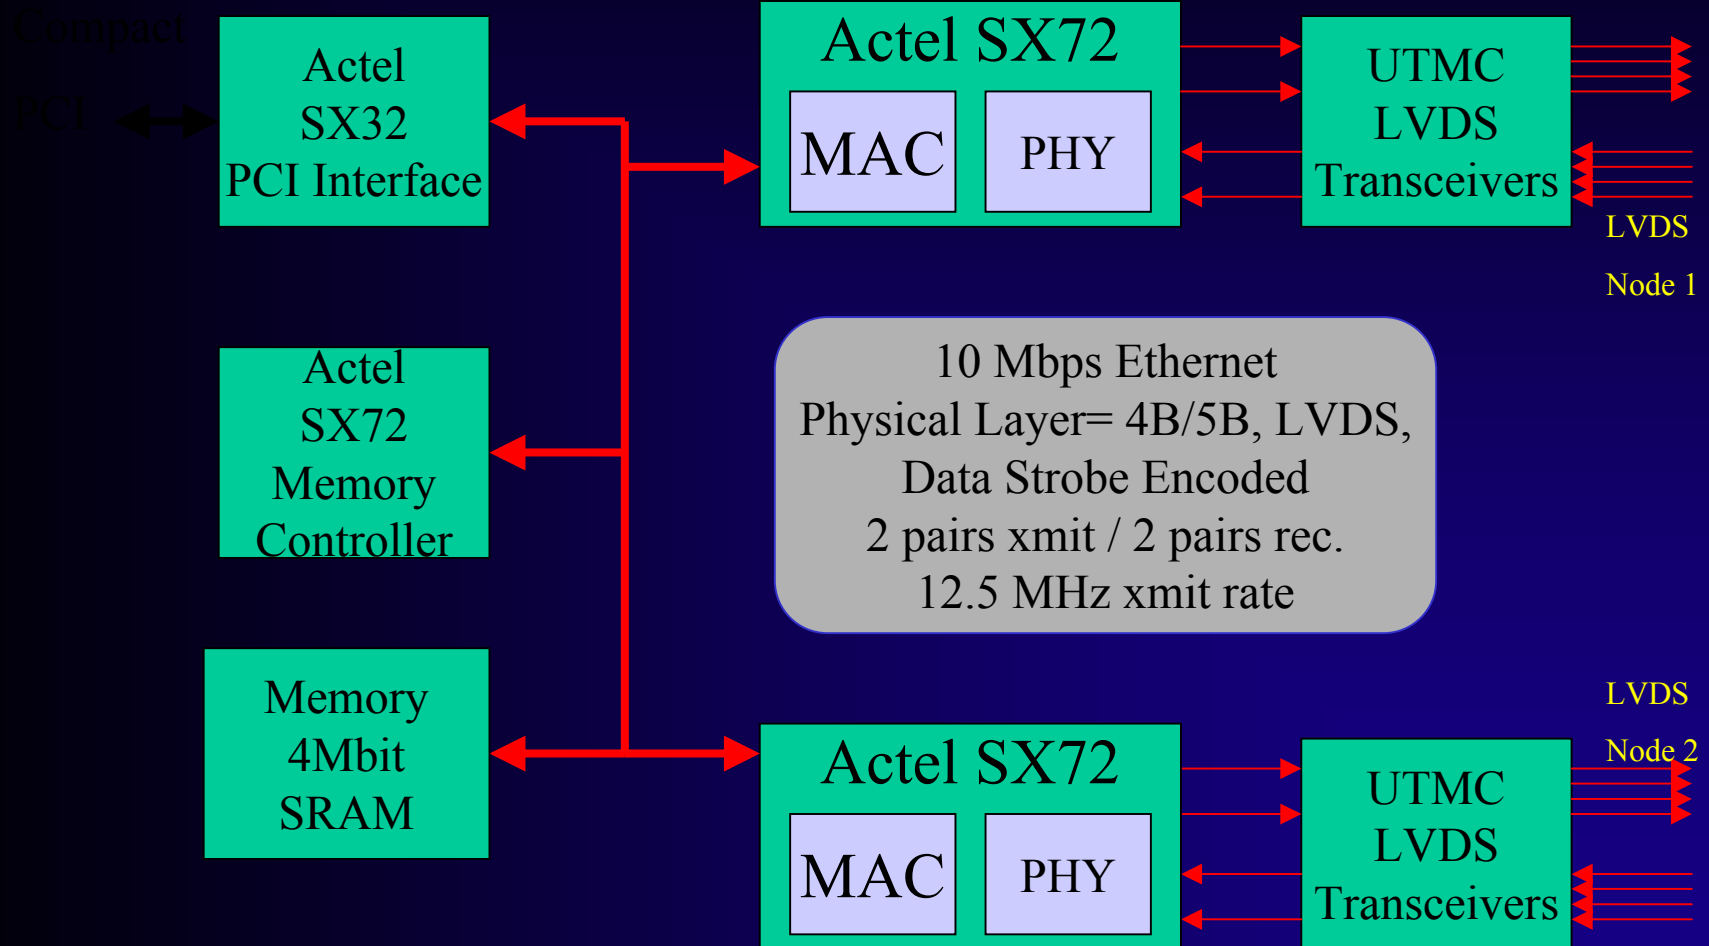 Compact
PCI
Actel
SX32
PCI Interface
Actel SX72
MAC
PHY
UTMC
LVDS
Transceivers
LVDS
Node 1
Actel
SX72
Memory
Controller
10 Mbps Ethernet
Physical Layer= 4B/5B, LVDS,
Data Strobe Encoded
2 pairs xmit / 2 pairs rec.
12.5 MHz xmit rate
Memory
4Mbit
SRAM
Actel SX72
MAC
PHY
LVDS
Node 2
UTMC
LVDS
Transceivers